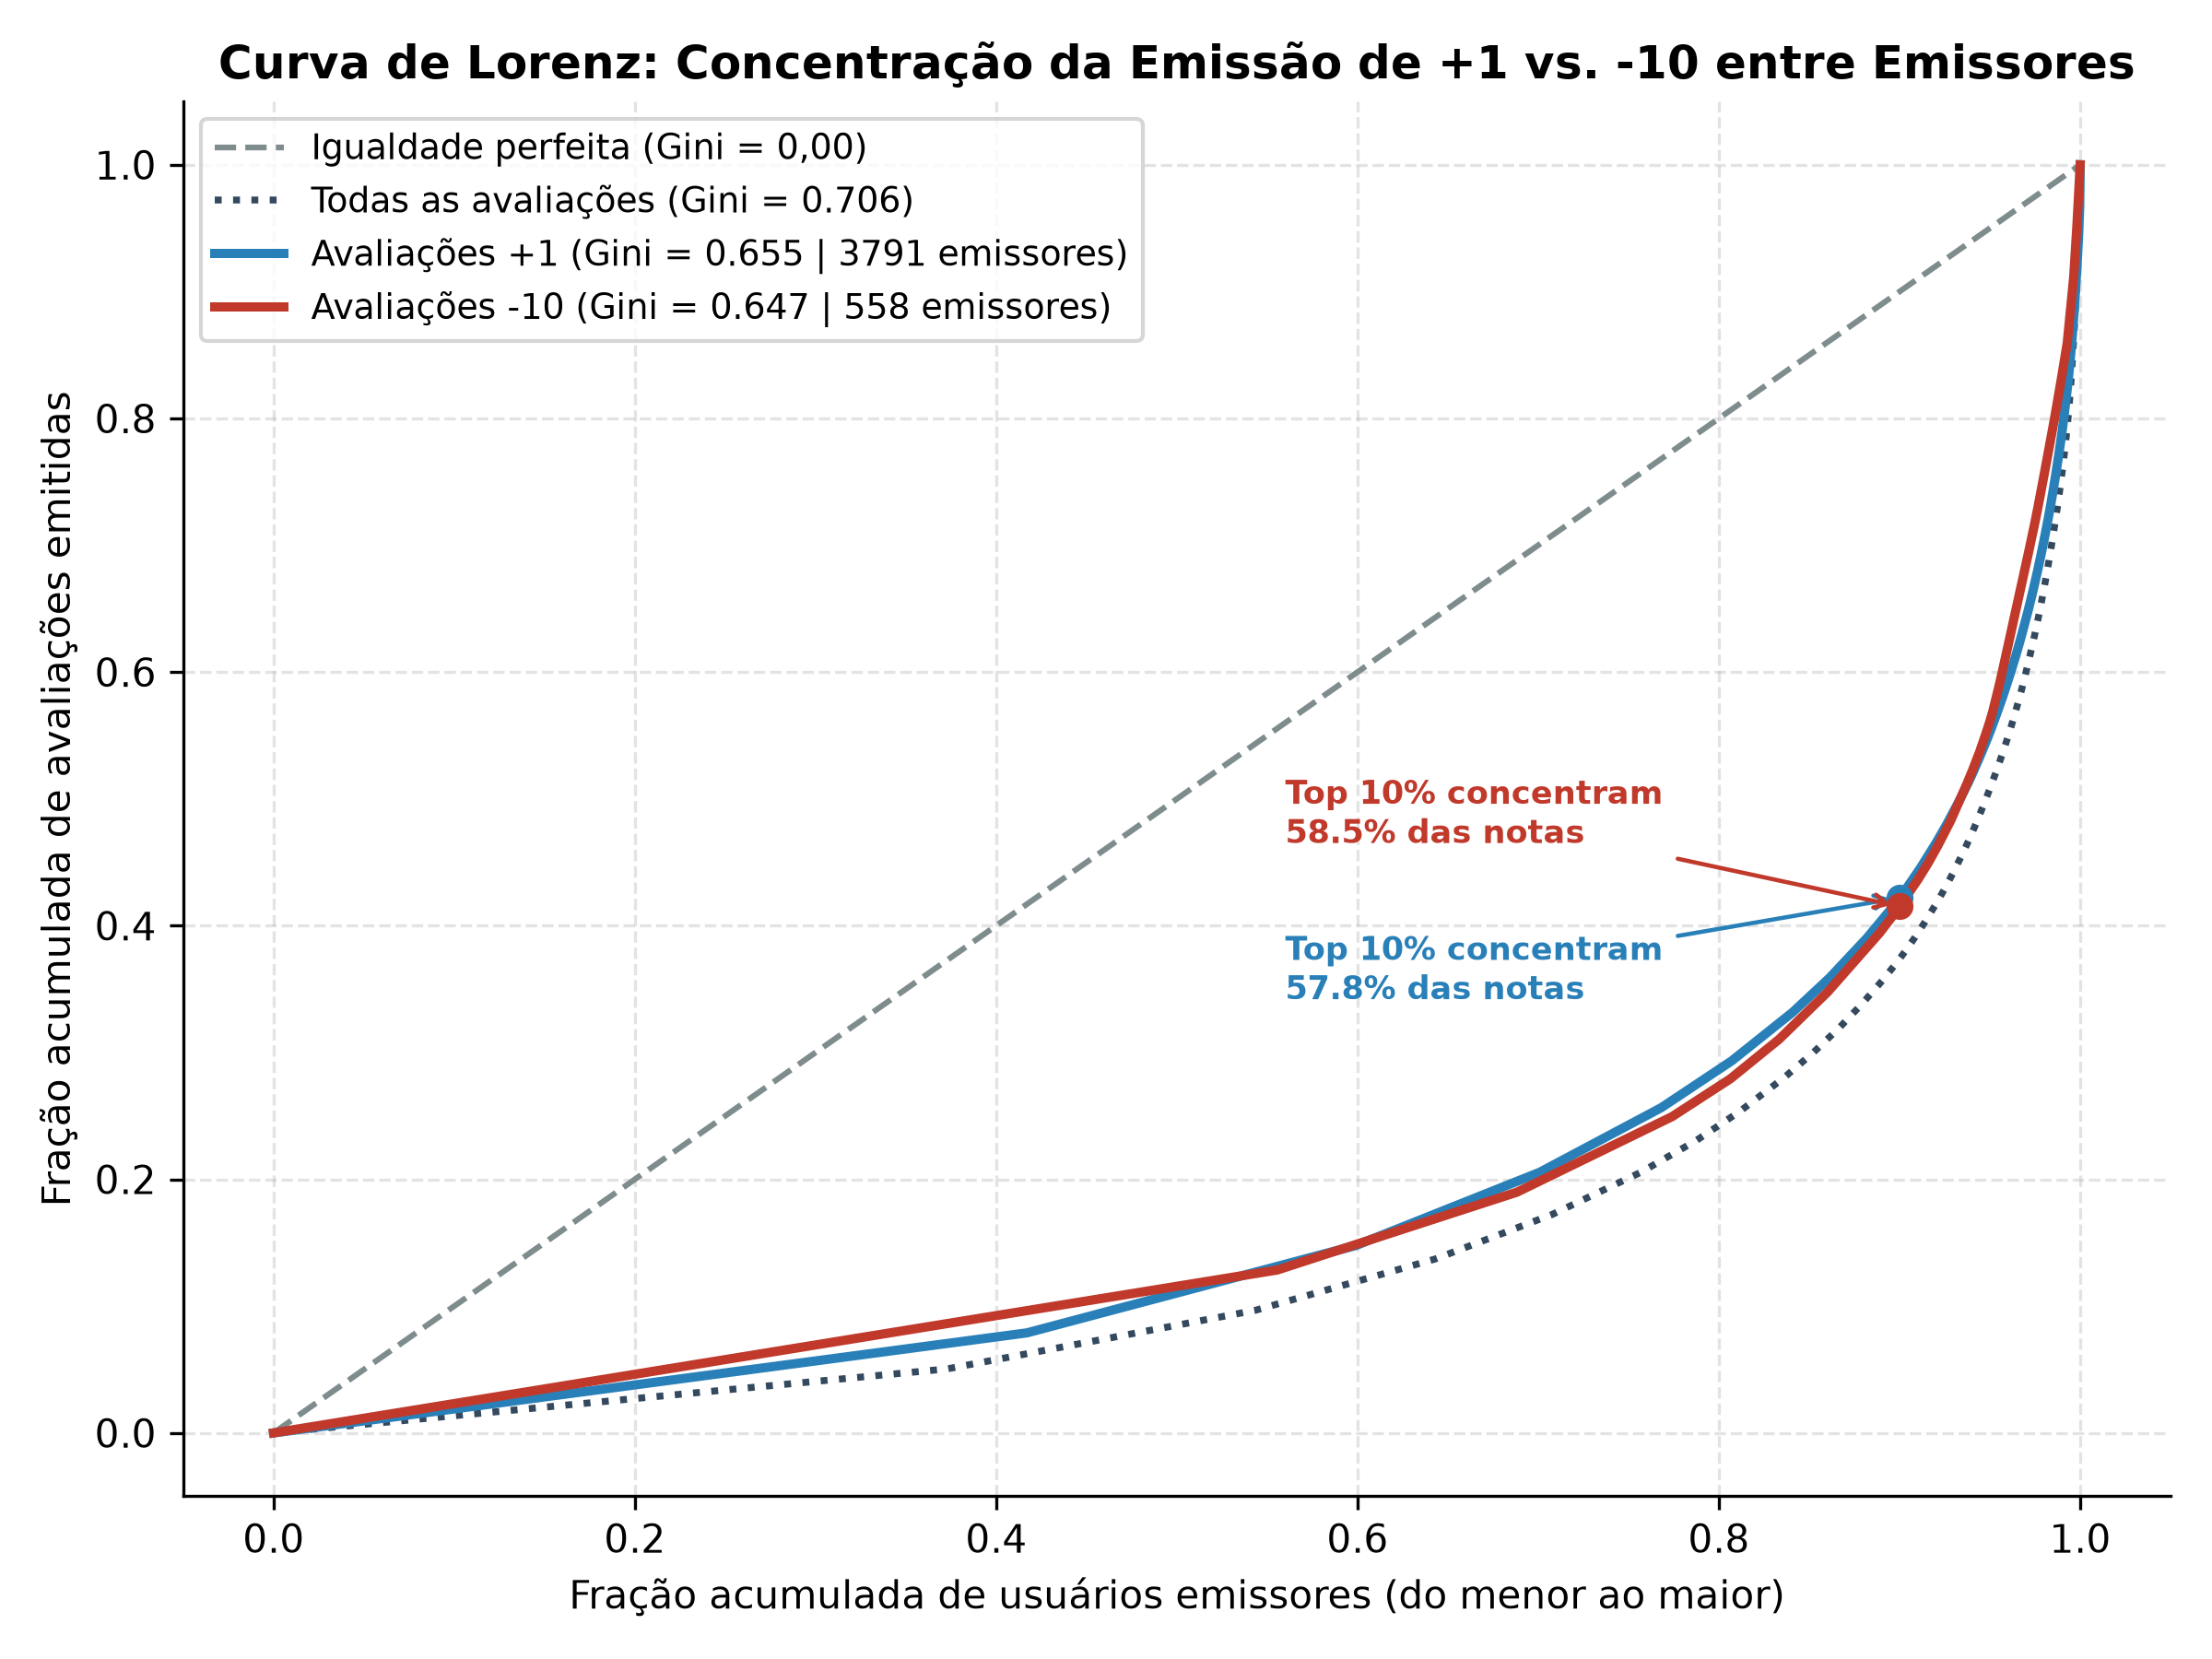 Curva de Lorenz: Concentração da Emissão de +1 vs. -10 entre Emissores
Igualdade perfeita (Gini = 0,00)
Todas as avaliações (Gini = 0.706)
Avaliações +1 (Gini = 0.655 | 3791 emissores)
Avaliações -10 (Gini = 0.647 | 558 emissores)
Fração acumulada de avaliações emitidas
1.0
0.8
0.6
0.4
0.2
0.0
Top 10% concentram
58.5% das notas
Top 10% concentram
57.8% das notas
0.0
0.2
0.4
0.6
0.8
1.0
Fração acumulada de usuários emissores (do menor ao maior)